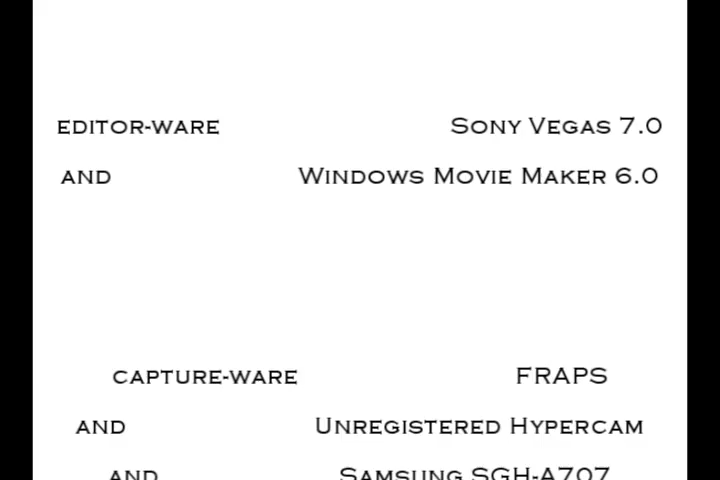 EDITOR-WARE Sony Vegas 7.0
AND Windows Movie Maker 6.0
CAPTURE-WARE FRAPS
AND Unregistered Hypercam
AND Samsung SGH-A707